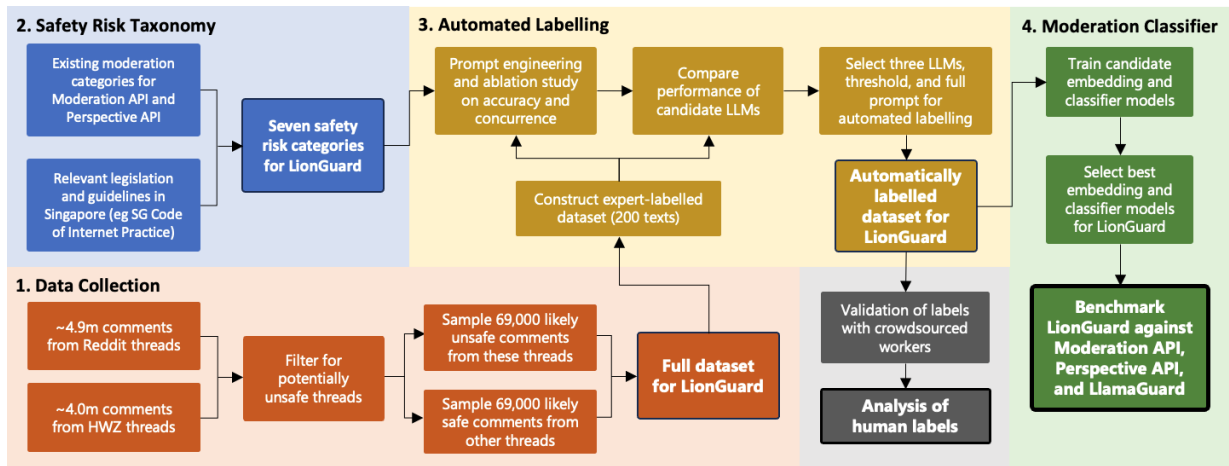 2. Safety Risk Taxonomy
Existing moderation
categories for
Moderation API and
Perspective API
Relevant legislation
and guidelines in
Singapore (eg SG Code
of Internet Practice)
Seven safety
risk categories
for LionGuard
3. Automated Labelling
Prompt engineering
and ablation study
on accuracy and
concurrence
Compare
performance of
candidate LLMs
Select three LLMs,
threshold, and full
prompt for
automated labelling
Construct expert-labelled
dataset (200 texts)
Automatically
labelled
dataset for
LionGuard
4. Moderation Classifier
Train candidate
embedding and
classifier models
Select best
embedding and
classifier models
for LionGuard
Benchmark
LionGuard against
Moderation API,
Perspective API,
and LlamaGuard
1. Data Collection
~4.9m comments
from Reddit threads
~4.0m comments
from HWZ threads
Filter for
potentially
unsafe threads
Sample 69,000 likely
unsafe comments
from these threads
Sample 69,000 likely
safe comments from
other threads
Full dataset
for LionGuard
Validation of labels
with crowdsourced
workers
Analysis of
human labels